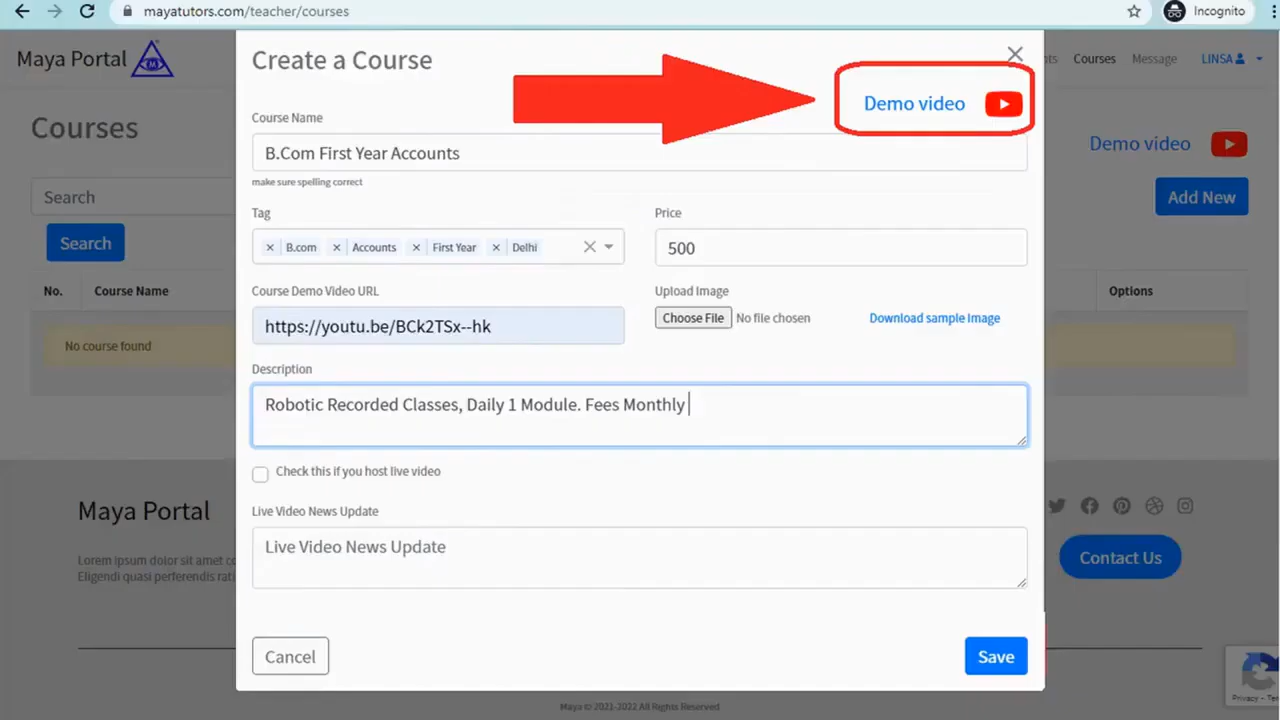 mayatutors.com/teacher/courses
Incognito
Maya Portal
Courses
Message
LINSA
Create a Course
Demo video
Courses
Course Name
B.Com First Year Accounts
make sure spelling correct
Demo video
Search
Add New
Search
Tag
Price
× B.com × Accounts × First Year × Delhi
500
No.
Course Name
Options
Course Demo Video URL
Upload Image
https://youtu.be/BCk2TSx--hk
Choose File No file chosen
Download sample Image
No course found
Description
Robotic Recorded Classes, Daily 1 Module. Fees Monthly
Check this if you host live video
Live Video News Update
Live Video News Update
Maya Portal
Lorem ipsum dolor sit amet
Eligendi quasi perferendis
Contact Us
Cancel
Save
Privacy
Maya © 2021-2022 All Rights Reserved